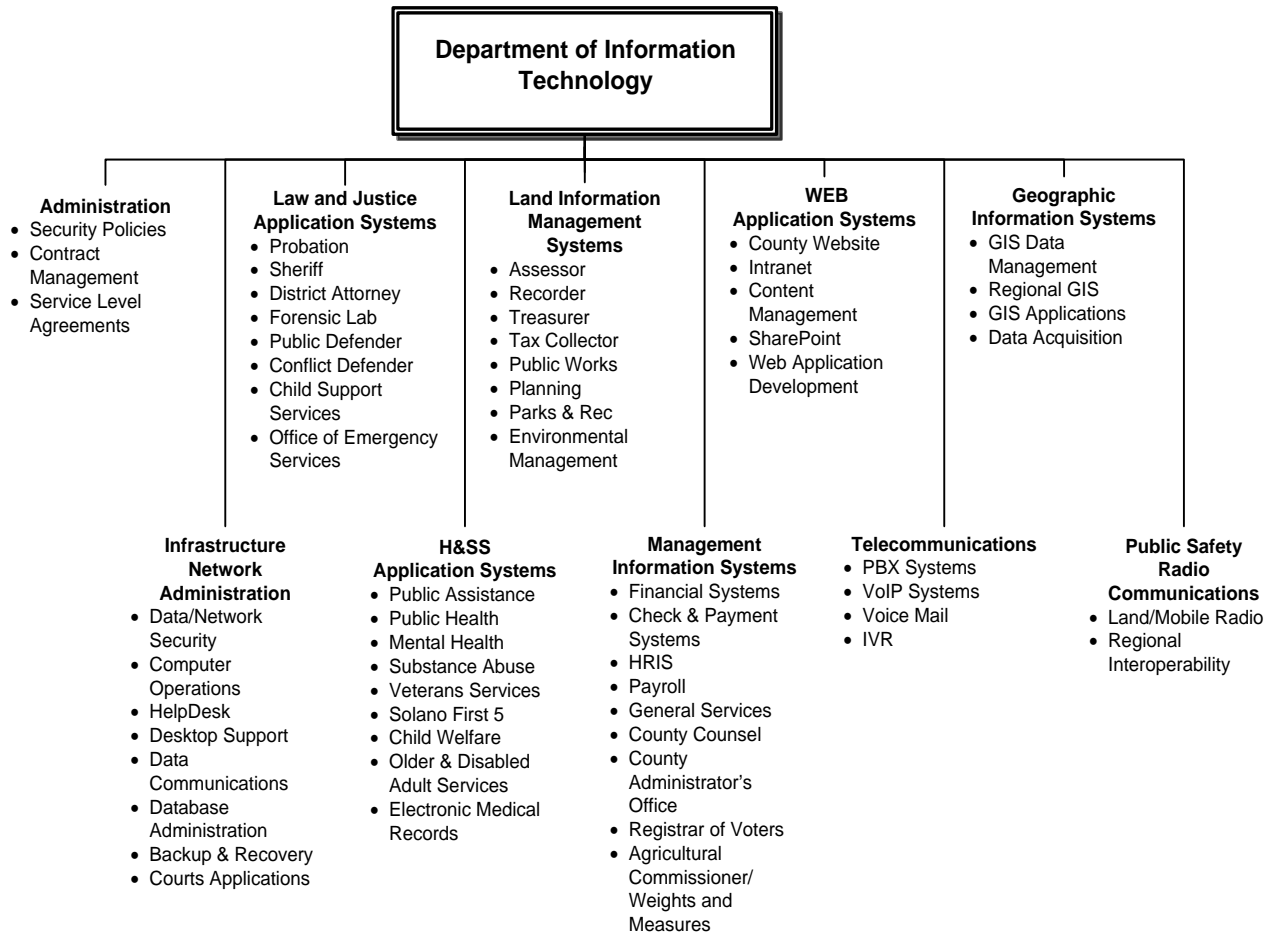 Department of Information
Technology
Administration
• Security Policies
• Contract
Management
• Service Level
Agreements
Law and Justice
Application Systems
• Probation
• Sheriff
• District Attorney
• Forensic Lab
• Public Defender
• Conflict Defender
• Child Support
Services
• Office of Emergency
Services
Land Information
Management
Systems
• Assessor
• Recorder
• Treasurer
• Tax Collector
• Public Works
• Planning
• Parks & Rec
• Environmental
Management
WEB
Application Systems
• County Website
• Intranet
• Content
Management
• SharePoint
• Web Application
Development
Geographic
Information Systems
• GIS Data
Management
• Regional GIS
• GIS Applications
• Data Acquisition
Infrastructure
Network
Administration
• Data/Network
Security
• Computer
Operations
• HelpDesk
• Desktop Support
• Data
Communications
• Database
Administration
• Backup & Recovery
• Courts Applications
H&SS
Application Systems
• Public Assistance
• Public Health
• Mental Health
• Substance Abuse
• Veterans Services
• Solano First 5
• Child Welfare
• Older & Disabled
Adult Services
• Electronic Medical
Records
Management
Information Systems
• Financial Systems
• Check & Payment
Systems
• HRIS
• Payroll
• General Services
• County Counsel
• County
Administrator’s
Office
• Registrar of Voters
• Agricultural
Commissioner/
Weights and
Measures
Telecommunications
• PBX Systems
• VoIP Systems
• Voice Mail
• IVR
Public Safety
Radio
Communications
• Land/Mobile Radio
• Regional
Interoperability